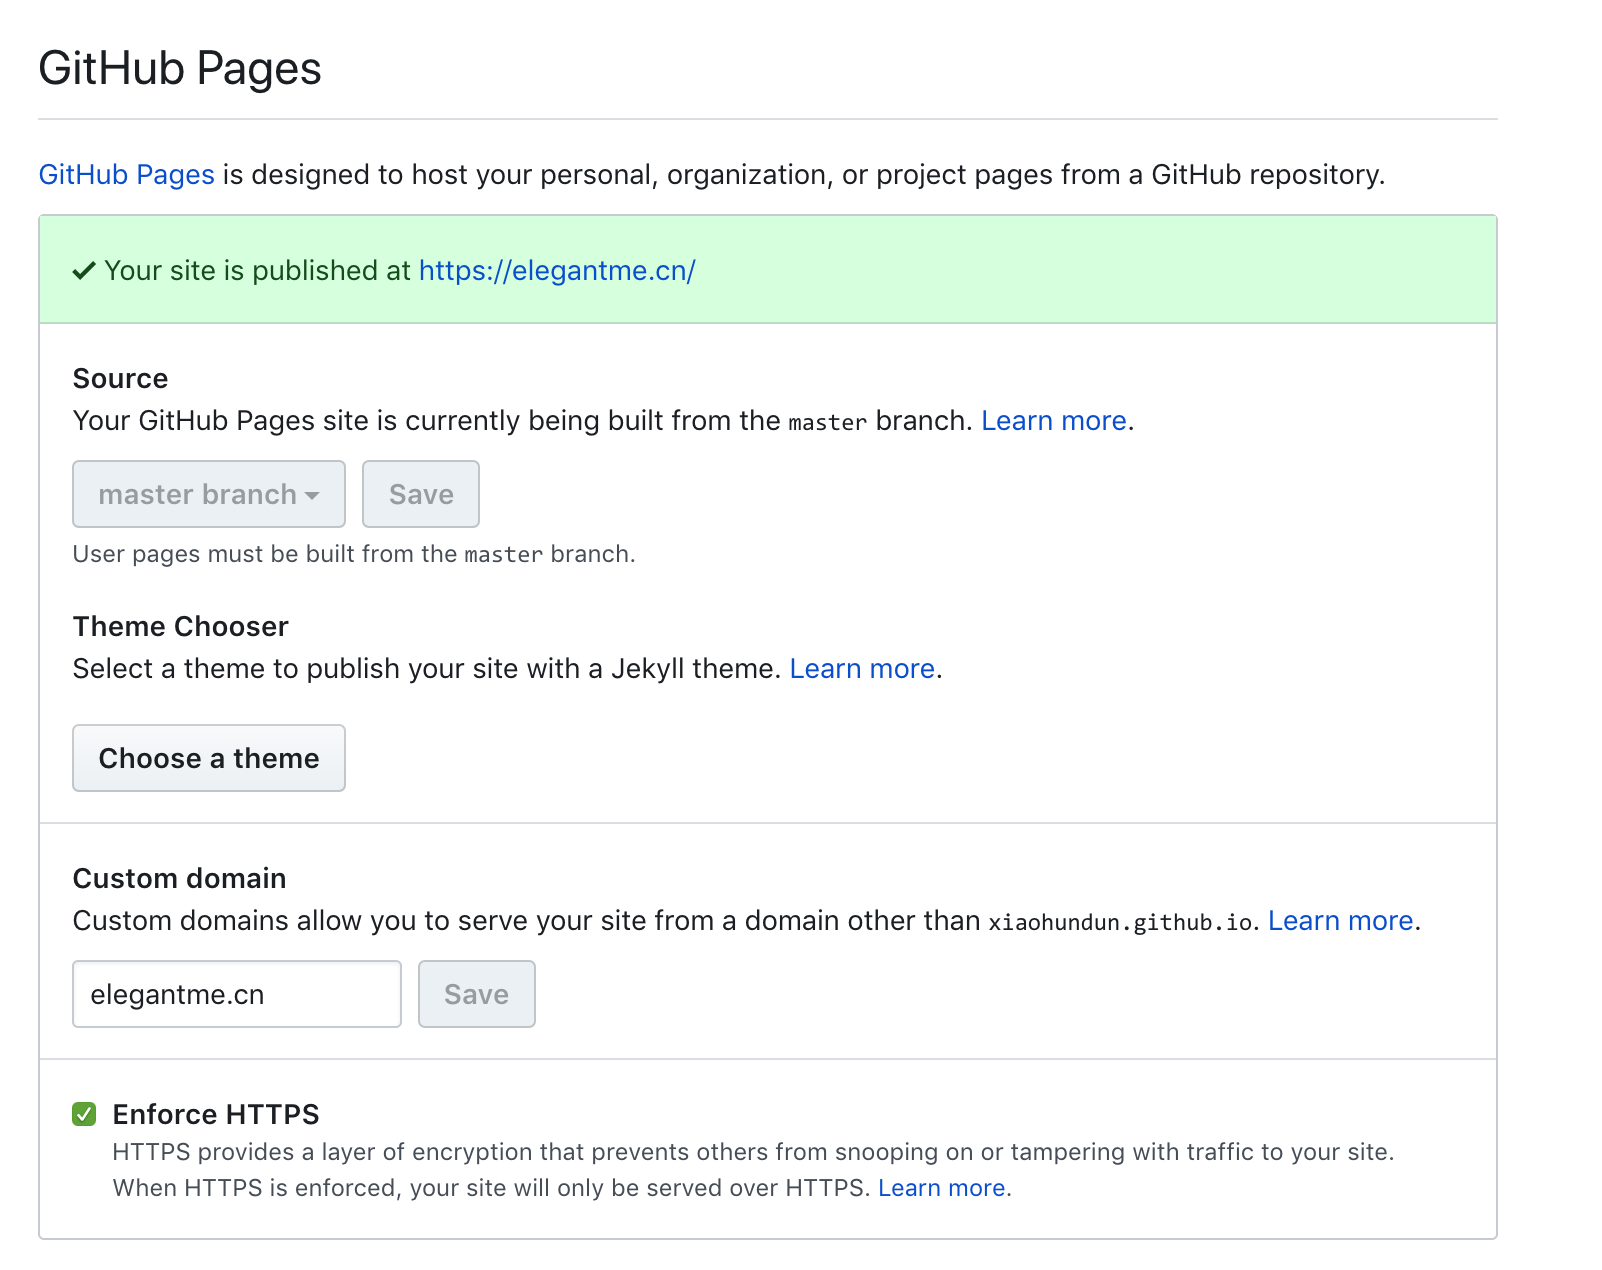 GitHub Pages
GitHub Pages is designed to host your personal, organization, or project pages from a GitHub repository.
Your site is published at https://elegantme.cn/
Source
Your GitHub Pages site is currently being built from the master branch. Learn more.
master branch Save
User pages must be built from the master branch.
Theme Chooser
Select a theme to publish your site with a Jekyll theme. Learn more.
Choose a theme
Custom domain
Custom domains allow you to serve your site from a domain other than xiaohundun.github.io. Learn more.
elegantme.cn Save
Enforce HTTPS
HTTPS provides a layer of encryption that prevents others from snooping on or tampering with traffic to your site.
When HTTPS is enforced, your site will only be served over HTTPS. Learn more.